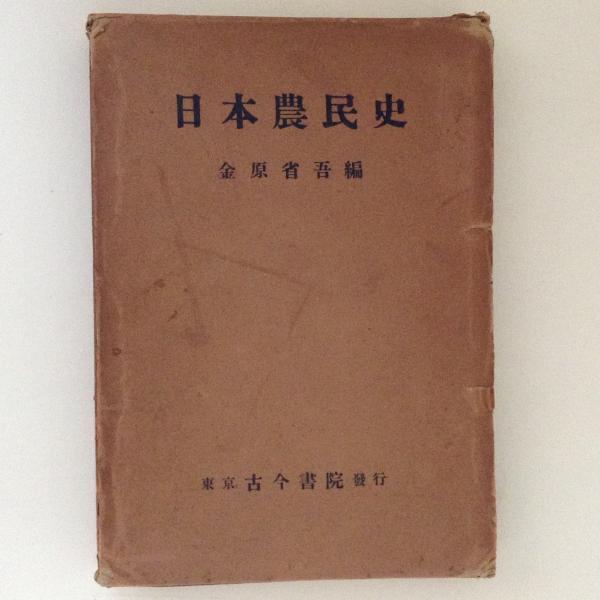 日本農民史
金原省吾編
東京 古今書院 發行